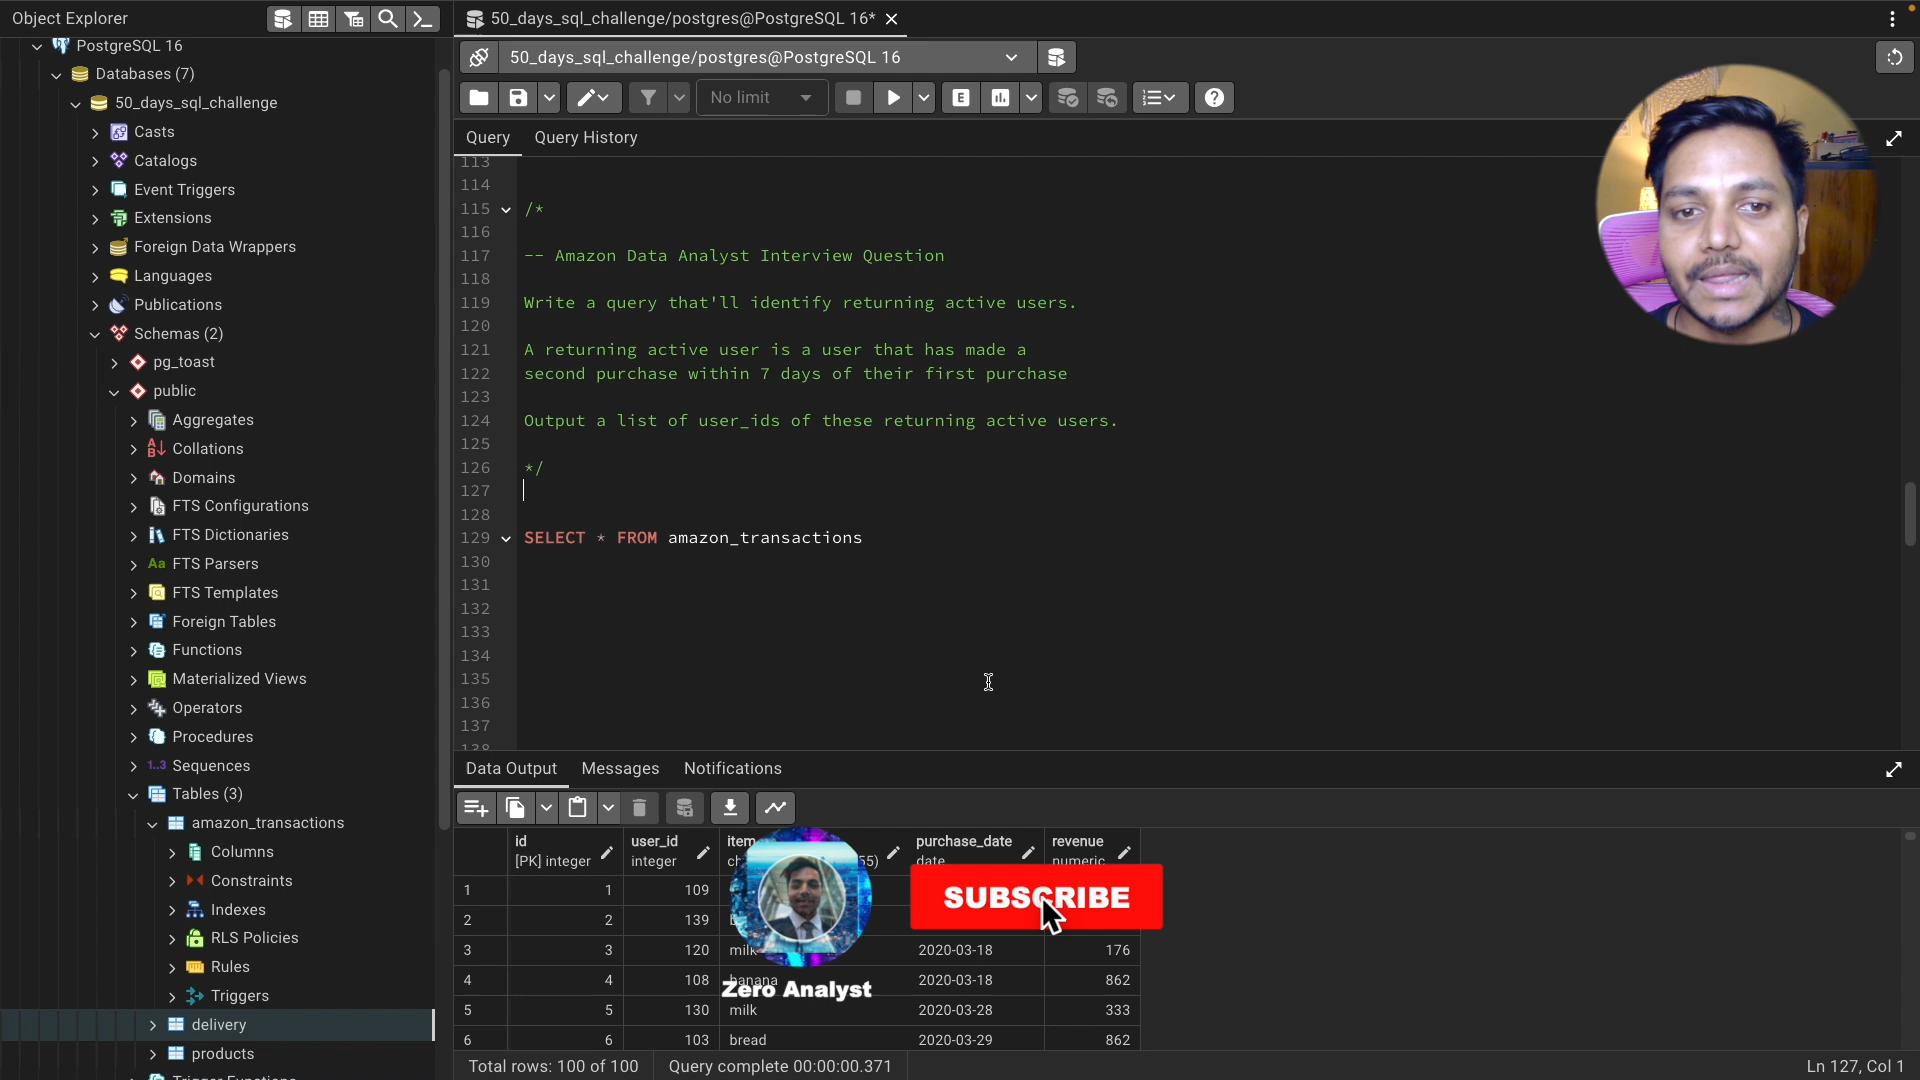 Object Explorer
PostgreSQL 16
Databases (7)
50_days_sql_challenge
Casts
Catalogs
Event Triggers
Extensions
Foreign Data Wrappers
Languages
Publications
Schemas (2)
pg_toast
public
Aggregates
Collations
Domains
FTS Configurations
FTS Dictionaries
Aa FTS Parsers
FTS Templates
Foreign Tables
Functions
Materialized Views
Operators
Procedures
1..3 Sequences
Tables (3)
amazon_transactions
Columns
Constraints
Indexes
RLS Policies
Rules
Triggers
delivery
products
50_days_sql_challenge/postgres@PostgreSQL 16*
50_days_sql_challenge/postgres@PostgreSQL 16
No limit
E
Query Query History
113
114
115 /*
116
117 -- Amazon Data Analyst Interview Question
118
119 Write a query that'll identify returning active users.
120
121 A returning active user is a user that has made a
122 second purchase within 7 days of their first purchase
123
124 Output a list of user_ids of these returning active users.
125
126 */
127
128
129 SELECT * FROM amazon_transactions
130
131
132
133
134
135
136
137
138
Data Output Messages Notifications
id user_id item purchase_date revenue
[PK] integer integer 55) date numeric
1 1 109
2 2 139
3 3 120 milk 2020-03-18 176
4 4 108 banana 2020-03-18 862
5 5 130 milk 2020-03-28 333
6 6 103 bread 2020-03-29 862
SUBSCRIBE
Zero Analyst
Total rows: 100 of 100 Query complete 00:00:00.371 Ln 127, Col 1